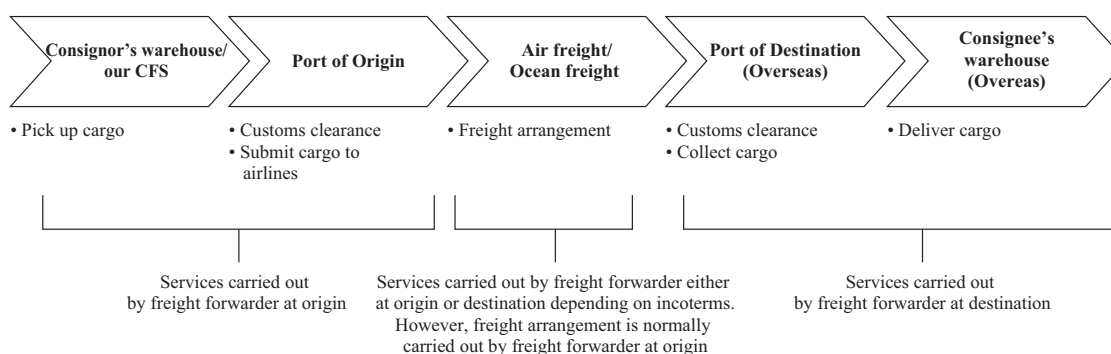 Consignor’s warehouse/
our CFS
Port of Origin
Air freight/
Ocean freight
Port of Destination
(Overseas)
Consignee’s
warehouse
(Overeas)
• Pick up cargo
• Customs clearance
• Submit cargo to
airlines
• Freight arrangement
• Customs clearance
• Collect cargo
• Deliver cargo
Services carried out
by freight forwarder at origin
Services carried out by freight forwarder either
at origin or destination depending on incoterms.
However, freight arrangement is normally
carried out by freight forwarder at origin
Services carried out
by freight forwarder at destination